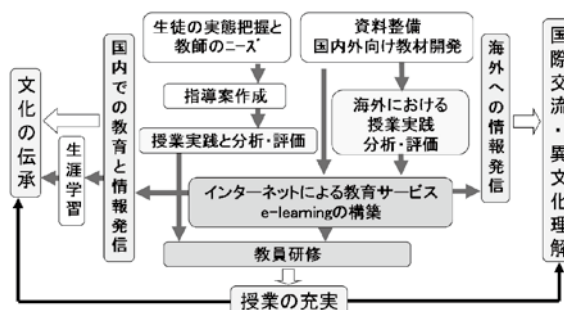 生徒の実態把握と
教師のニーズ
資料整備
国内外向け教材開発
指導案作成
海外における
授業実践
分析・評価
授業実践と分析・評価
文化の伝承
生涯学習
国内での教育と情報発信
海外への情報発信
国際交流・異文化理解
インターネットによる教育サービス
e-learningの構築
教員研修
授業の充実